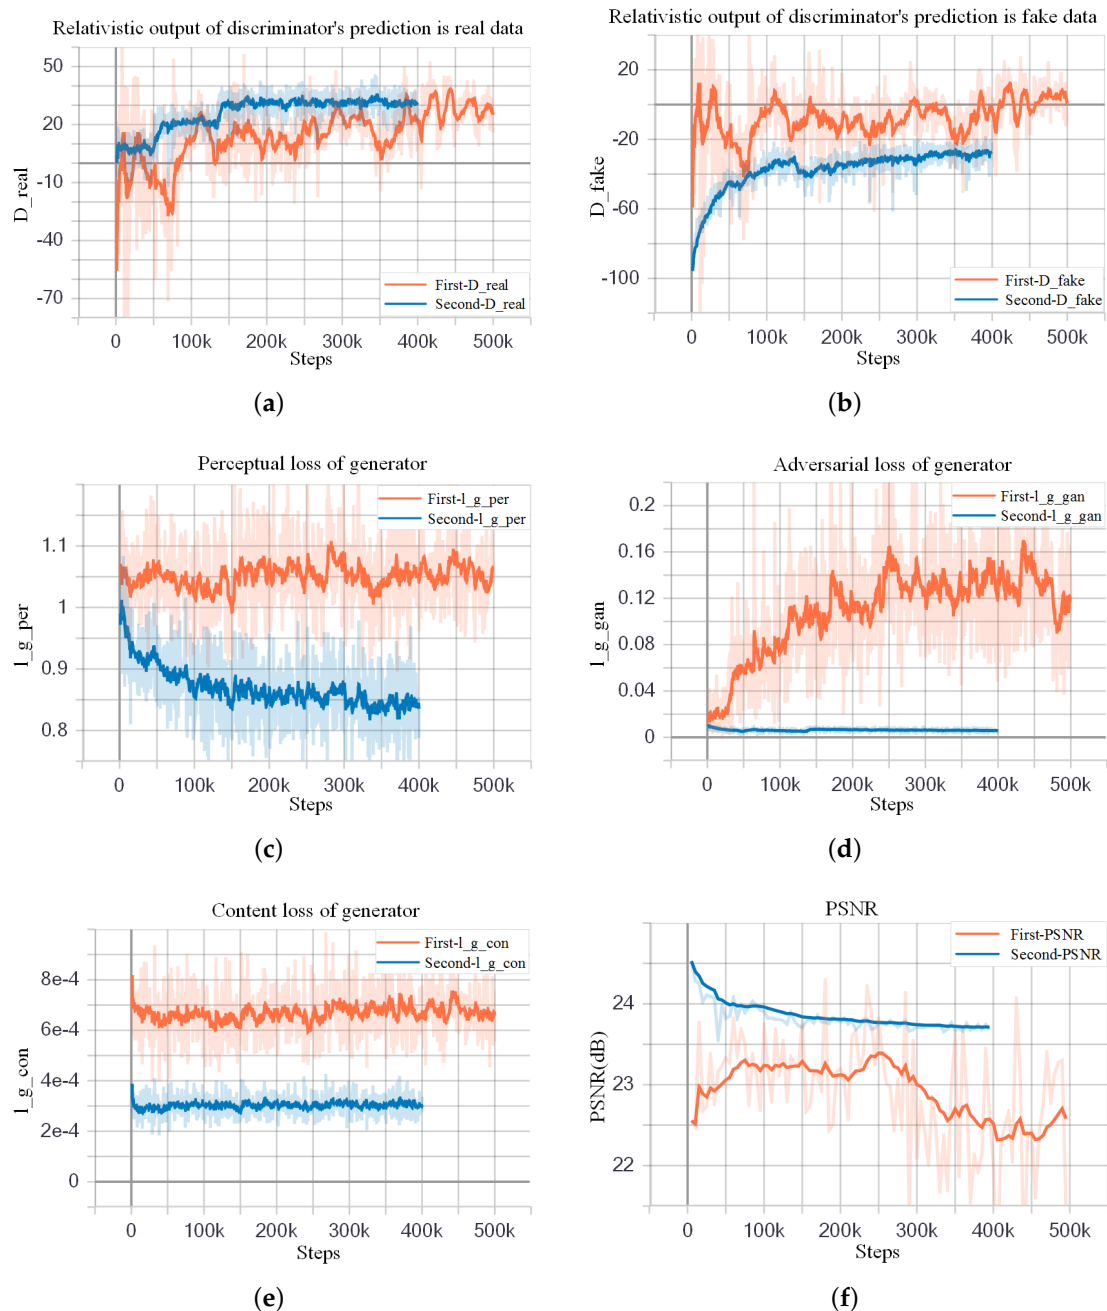 Relativistic output of discriminator's prediction is real data
50
20
-10
-40
-70
D_real
First-D_real
Second-D_real
0
100k
200k
300k
400k
500k
Steps
(a)
Relativistic output of discriminator's prediction is fake data
20
-20
-60
-100
D_fake
First-D_fake
Second-D_fake
0
100k
200k
300k
400k
500k
Steps
(b)
Perceptual loss of generator
1.1
1
0.9
0.8
l_g_per
First-l_g_per
Second-l_g_per
0
100k
200k
300k
400k
500k
Steps
(c)
Adversarial loss of generator
0.2
0.16
0.12
0.08
0.04
0
l_g_gan
First-l_g_gan
Second-l_g_gan
0
100k
200k
300k
400k
500k
Steps
(d)
Content loss of generator
8e-4
6e-4
4e-4
2e-4
0
l_g_con
First-l_g_con
Second-l_g_con
0
100k
200k
300k
400k
500k
Steps
(e)
PSNR
24
23
22
PSNR(dB)
First-PSNR
Second-PSNR
0
100k
200k
300k
400k
500k
Steps
(f)